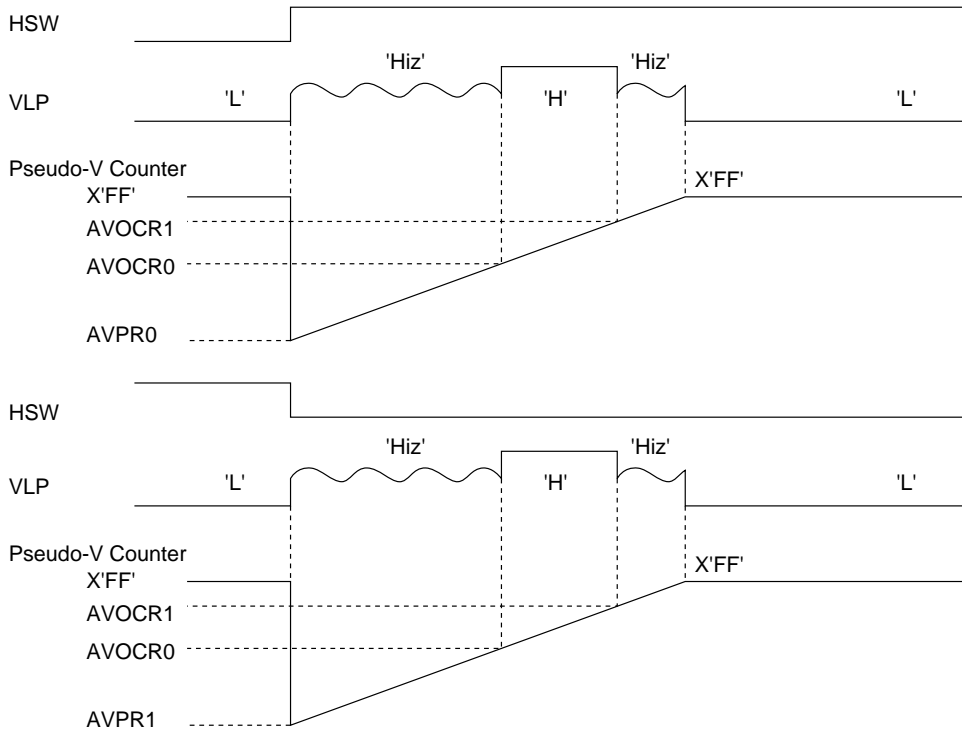 HSW
'Hiz'
'Hiz'
VLP
'L'
'H'
'L'
Pseudo-V Counter
X'FF'
X'FF'
AVOCR1
AVOCR0
AVPR0
HSW
'Hiz'
'Hiz'
VLP
'L'
'H'
'L'
Pseudo-V Counter
X'FF'
X'FF'
AVOCR1
AVOCR0
AVPR1